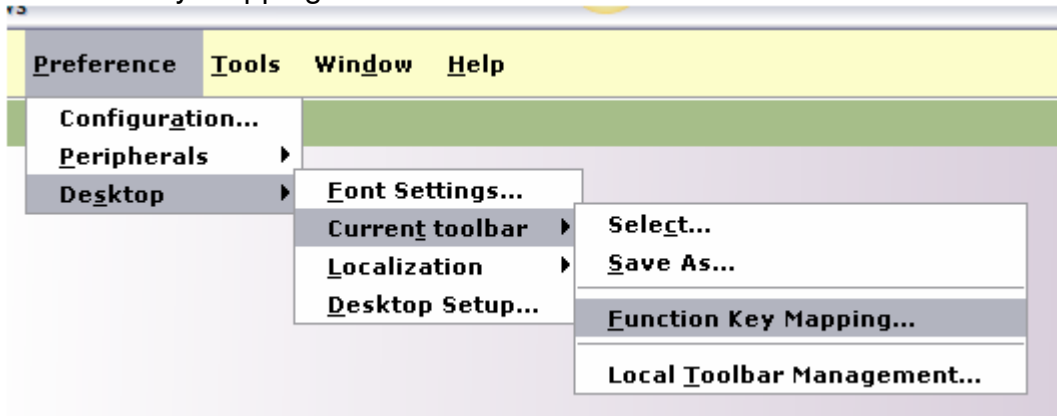 Preference Tools Window Help
Configuration...
Peripherals
Desktop
Font Settings...
Current toolbar
Localization
Desktop Setup...
Select...
Save As...
Function Key Mapping...
Local Toolbar Management...